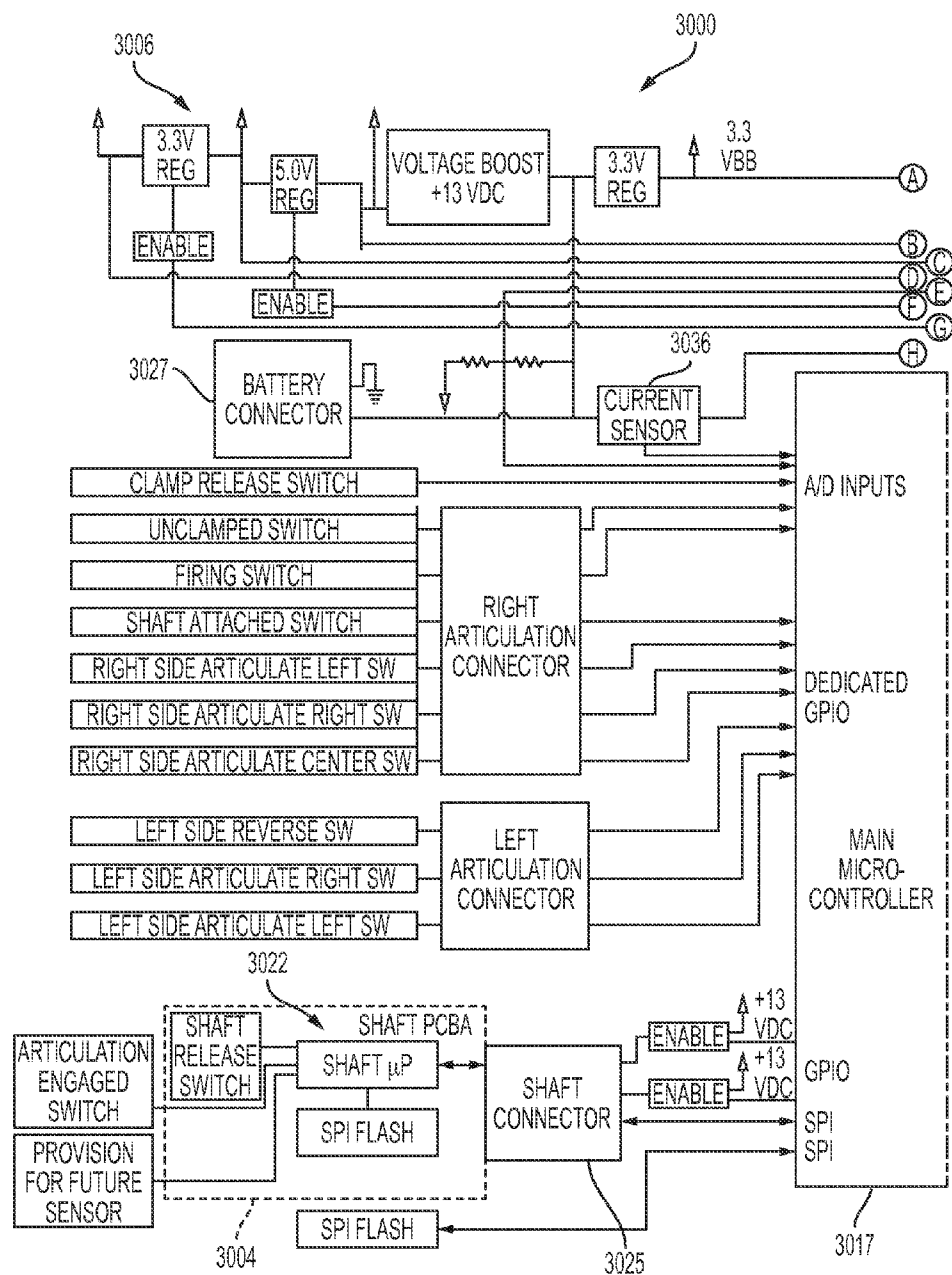 3006
3000
3.3V
REG
5.0V
REG
VOLTAGE BOOST
+13 VDC
3.3V
REG
3.3
VBB
A
ENABLE
B
C
D
E
ENABLE
F
G
H
3027
BATTERY
CONNECTOR
3036
CURRENT
SENSOR
CLAMP RELEASE SWITCH
A/D INPUTS
UNCLAMPED SWITCH
FIRING SWITCH
SHAFT ATTACHED SWITCH
RIGHT SIDE ARTICULATE LEFT SW
RIGHT SIDE ARTICULATE RIGHT SW
RIGHT SIDE ARTICULATE CENTER SW
RIGHT
ARTICULATION
CONNECTOR
DEDICATED
GPIO
LEFT SIDE REVERSE SW
LEFT SIDE ARTICULATE RIGHT SW
LEFT SIDE ARTICULATE LEFT SW
LEFT
ARTICULATION
CONNECTOR
MAIN
MICRO-
CONTROLLER
3022
SHAFT PCBA
SHAFT
RELEASE
SWITCH
ARTICULATION
ENGAGED
SWITCH
SHAFT µP
SPI FLASH
PROVISION
FOR FUTURE
SENSOR
SHAFT
CONNECTOR
ENABLE
+13
VDC
ENABLE
+13
VDC
GPIO
SPI
SPI
SPI FLASH
3004
3025
3017